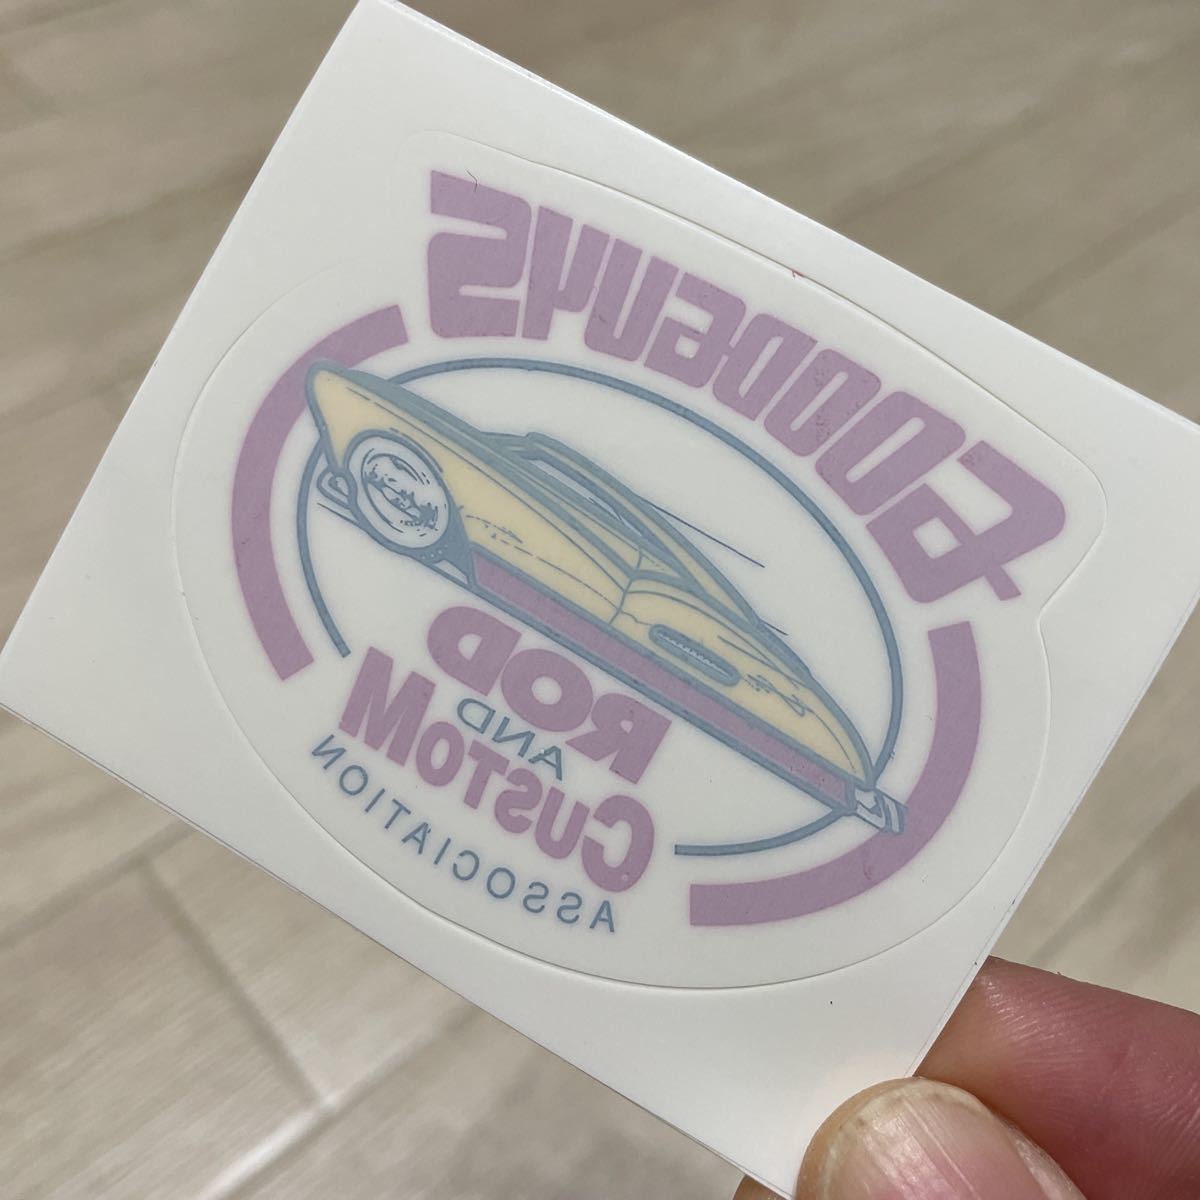 GOODGUYS
ROD
AND
CUSTOM
ASSOCIATION